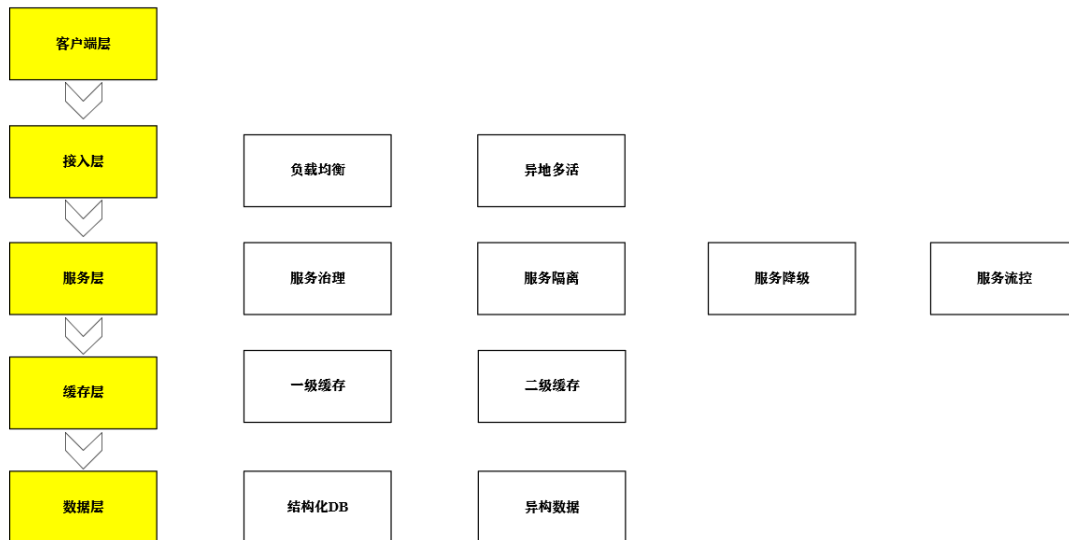 客户端层
接入层
负载均衡
异地多活
服务层
服务治理
服务隔离
服务降级
服务流控
缓存层
一级缓存
二级缓存
数据层
结构化DB
异构数据